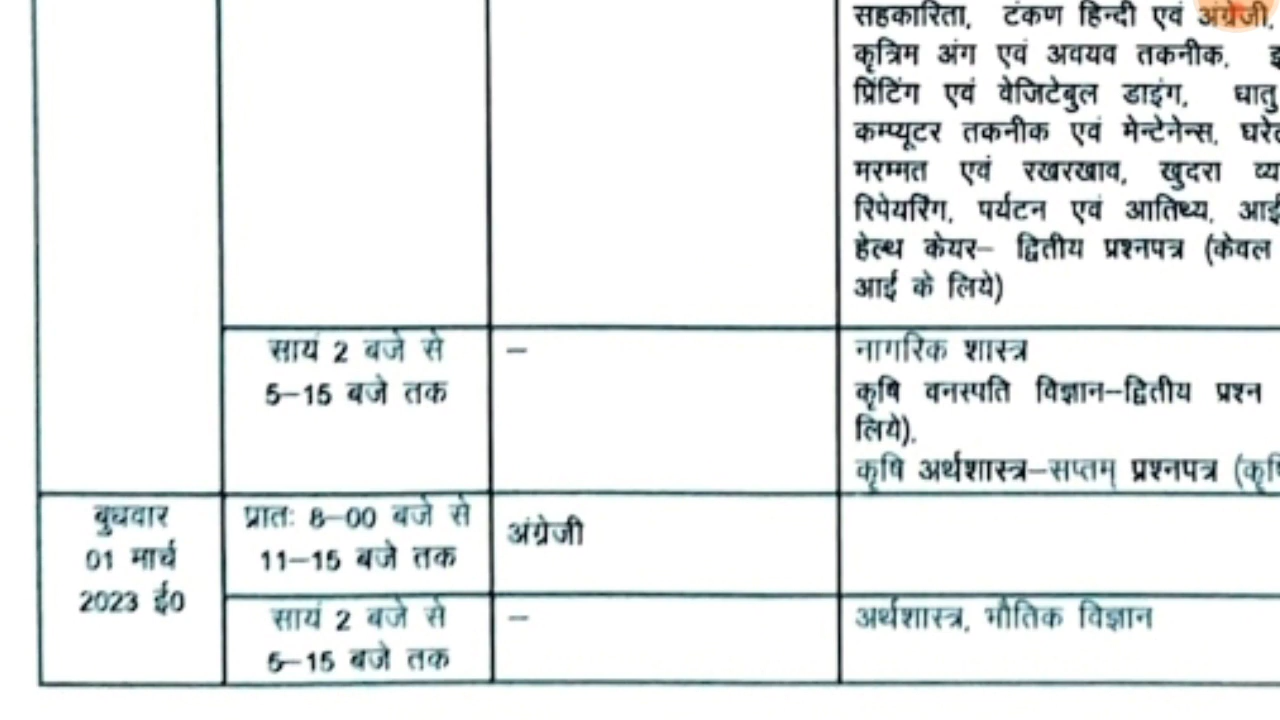 सहकारिता, टंकण हिन्दी एवं अंग्रेजी,
कृत्रिम अंग एवं अवयव तकनीक,
प्रिंटिंग एवं वेजिटेबुल डाइंग, धातु
कम्प्यूटर तकनीक एवं मेन्टेनेन्स,
मरम्मत एवं रखरखाव, खुदरा
रिपेयरिंग, पर्यटन एवं आतिथ्य,
हेल्थ केयर– द्वितीय प्रश्नपत्र (केवल
आई के लिये)
सायं 2 बजे से
5–15 बजे तक
–
नागरिक शास्त्र
कृषि वनस्पति विज्ञान–द्वितीय प्रश्न
लिये),
कृषि अर्थशास्त्र–सप्तम् प्रश्नपत्र
बुधवार
01 मार्च
2023 ई0
प्रातः 8–00 बजे से
11–15 बजे तक
अंग्रेजी
सायं 2 बजे से
5–15 बजे तक
–
अर्थशास्त्र, भौतिक विज्ञान